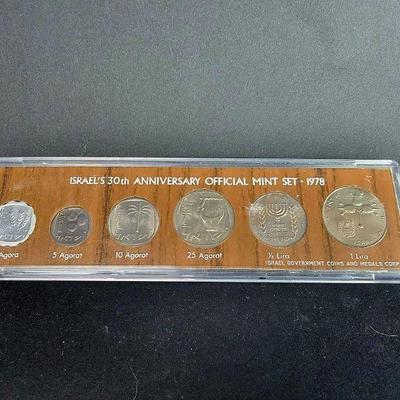 ISRAEL'S 30th ANNIVERSARY OFFICIAL MINT SET • 1978
Agora
5 Agorot
10 Agorot
25 Agorot
½ Lira
1 Lira
ISRAEL GOVERNMENT COINS AND MEDALS CORP